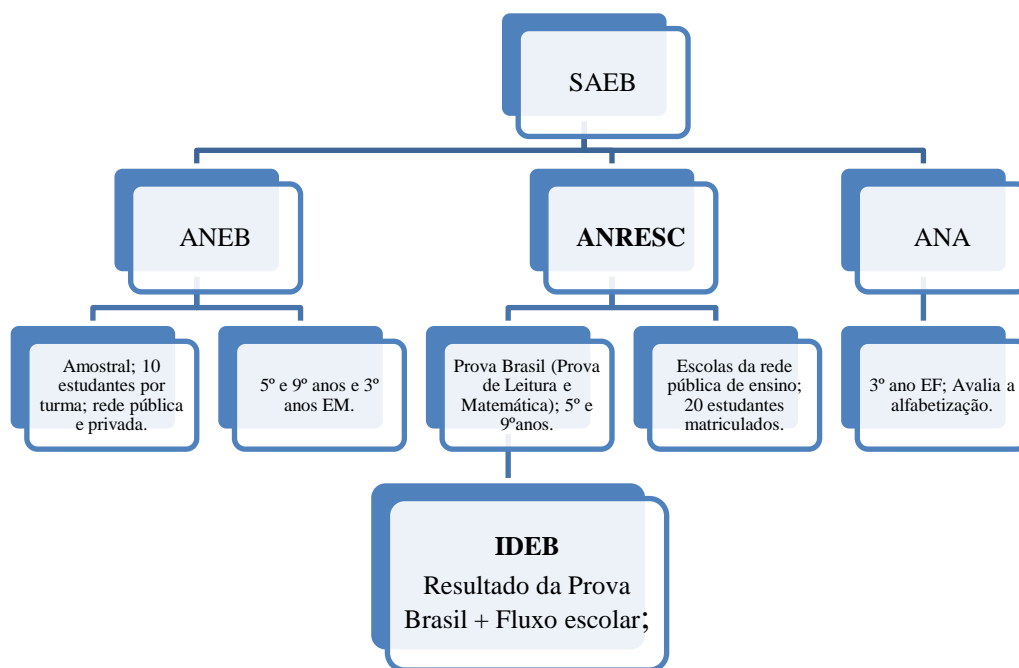 SAEB
ANEB
ANRESC
ANA
Amostral; 10
estudantes por
turma; rede pública
e privada.
5º e 9º anos e 3º
anos EM.
Prova Brasil (Prova
de Leitura e
Matemática); 5º e
9ºanos.
Escolas da rede
pública de ensino;
20 estudantes
matriculados.
3º ano EF; Avalia a
alfabetização.
IDEB
Resultado da Prova
Brasil + Fluxo escolar;